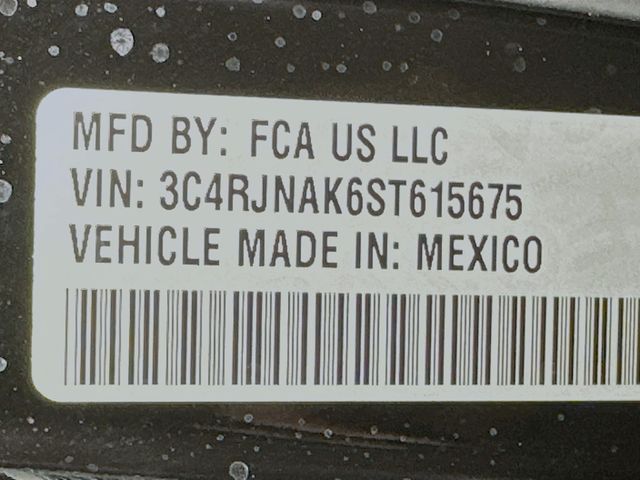 MFD BY: FCA US LLC
VIN: 3C4RJNAK6ST615675
VEHICLE MADE IN: MEXICO